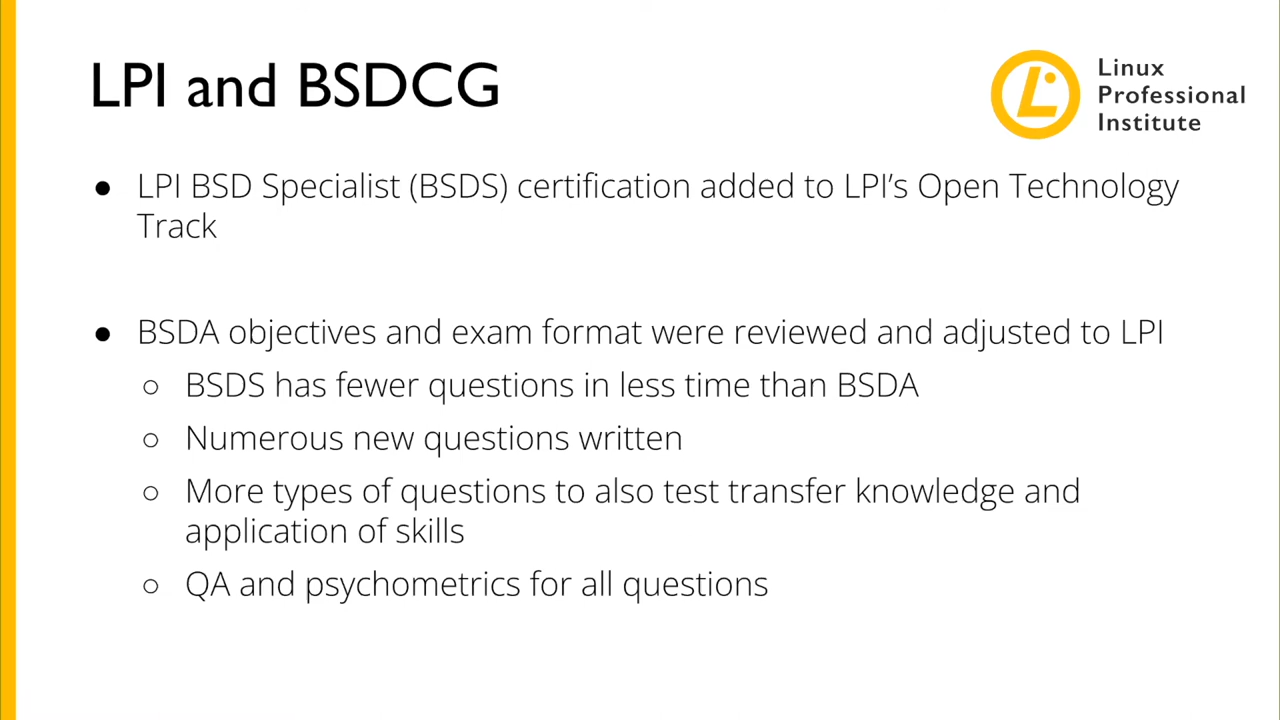 LPI and BSDCG
Linux
Professional
Institute
● LPI BSD Specialist (BSDS) certification added to LPI’s Open Technology
Track
● BSDA objectives and exam format were reviewed and adjusted to LPI
○ BSDS has fewer questions in less time than BSDA
○ Numerous new questions written
○ More types of questions to also test transfer knowledge and
application of skills
○ QA and psychometrics for all questions